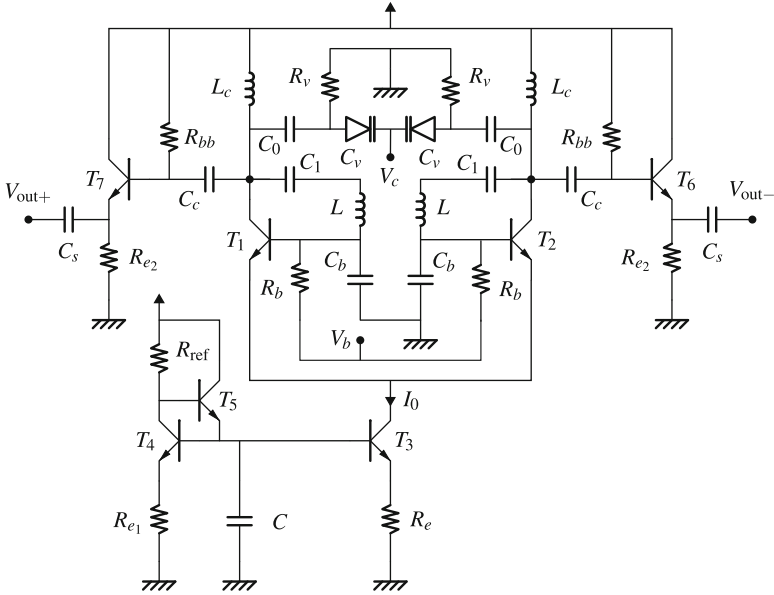 R_v R_v
L_c L_c
R_bb C_0 C_v C_v C_0 R_bb
T_7 C_1 V_c C_1 T_6
V_out+ C_c L L C_c V_out−
C_s R_e2 T_1 C_b C_b T_2 R_e2 C_s
R_b R_b
V_b
R_ref
T_5 I_0
T_4 T_3
R_e1 C R_e